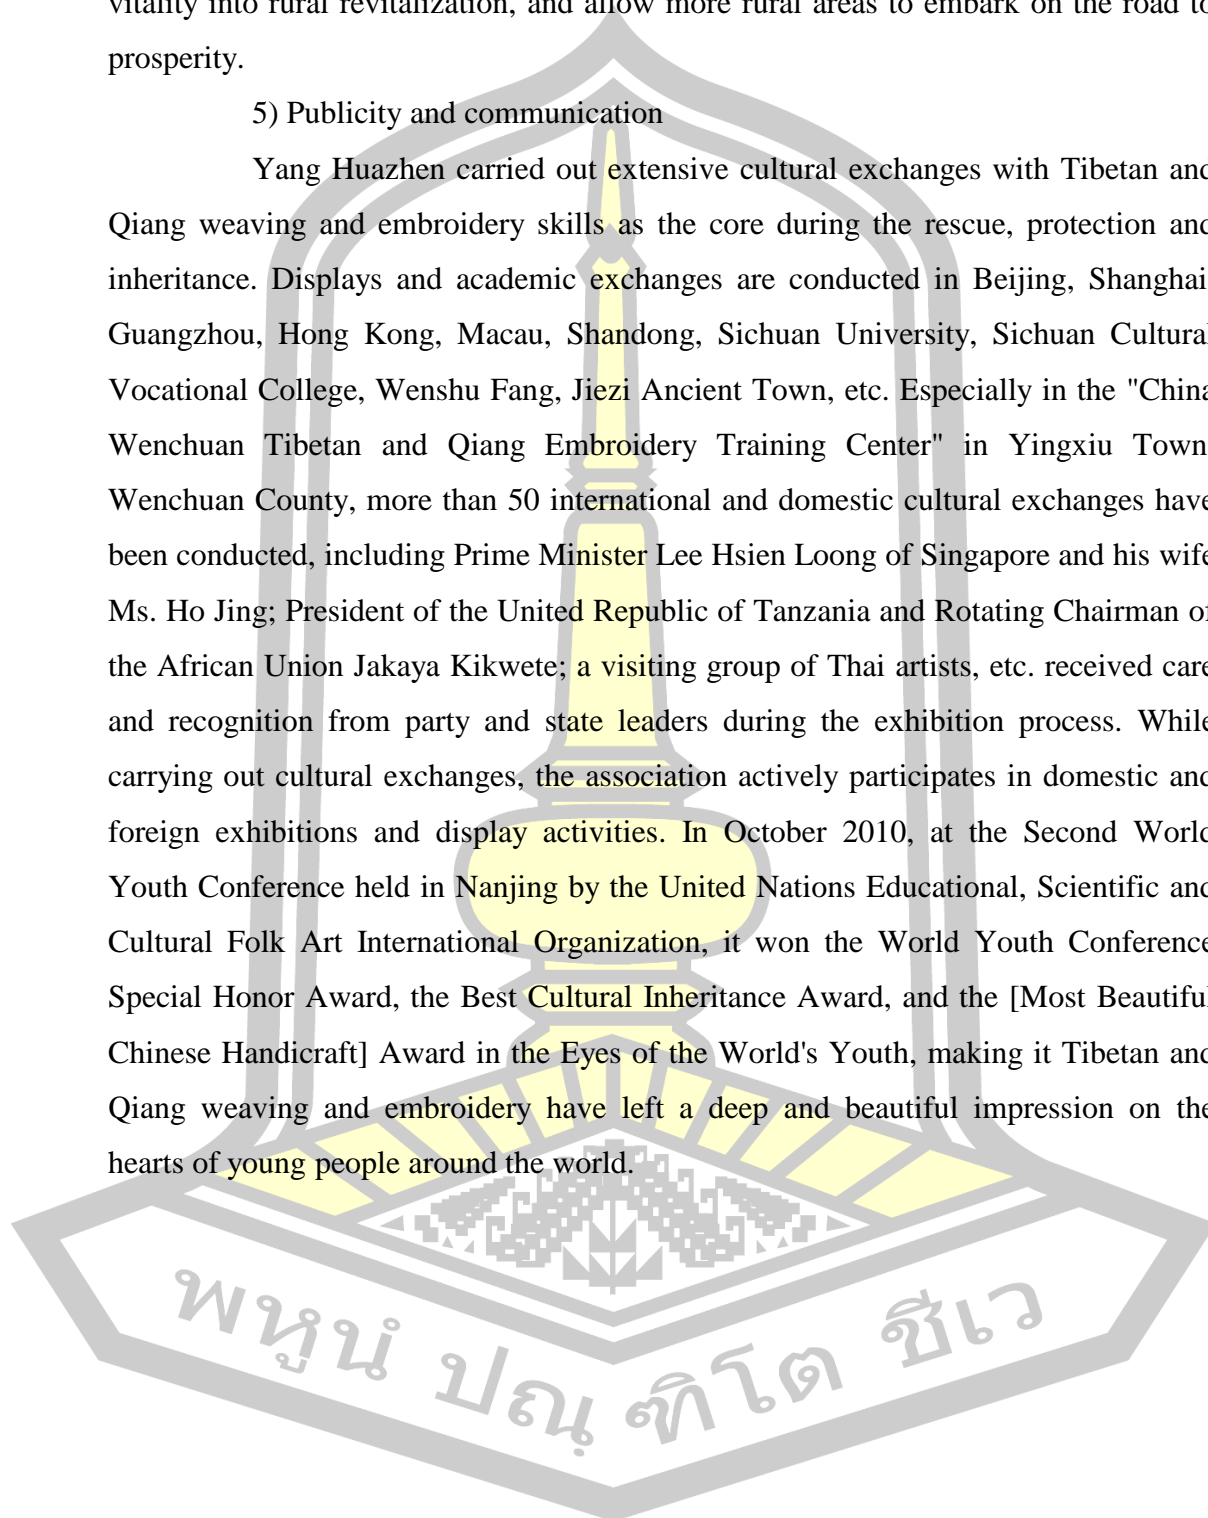 vitality into rural revitalization, and allow more rural areas to embark on the road to
prosperity.
5) Publicity and communication
Yang Huazhen carried out extensive cultural exchanges with Tibetan and
Qiang weaving and embroidery skills as the core during the rescue, protection and
inheritance. Displays and academic exchanges are conducted in Beijing, Shanghai,
Guangzhou, Hong Kong, Macau, Shandong, Sichuan University, Sichuan Cultural
Vocational College, Wenshu Fang, Jiezi Ancient Town, etc. Especially in the "China
Wenchuan Tibetan and Qiang Embroidery Training Center" in Yingxiu Town,
Wenchuan County, more than 50 international and domestic cultural exchanges have
been conducted, including Prime Minister Lee Hsien Loong of Singapore and his wife
Ms. Ho Jing; President of the United Republic of Tanzania and Rotating Chairman of
the African Union Jakaya Kikwete; a visiting group of Thai artists, etc. received care
and recognition from party and state leaders during the exhibition process. While
carrying out cultural exchanges, the association actively participates in domestic and
foreign exhibitions and display activities. In October 2010, at the Second World
Youth Conference held in Nanjing by the United Nations Educational, Scientific and
Cultural Folk Art International Organization, it won the World Youth Conference
Special Honor Award, the Best Cultural Inheritance Award, and the [Most Beautiful
Chinese Handicraft] Award in the Eyes of the World's Youth, making it Tibetan and
Qiang weaving and embroidery have left a deep and beautiful impression on the
hearts of young people around the world.
พหูนํ ปณฺฑิโต ชีเว